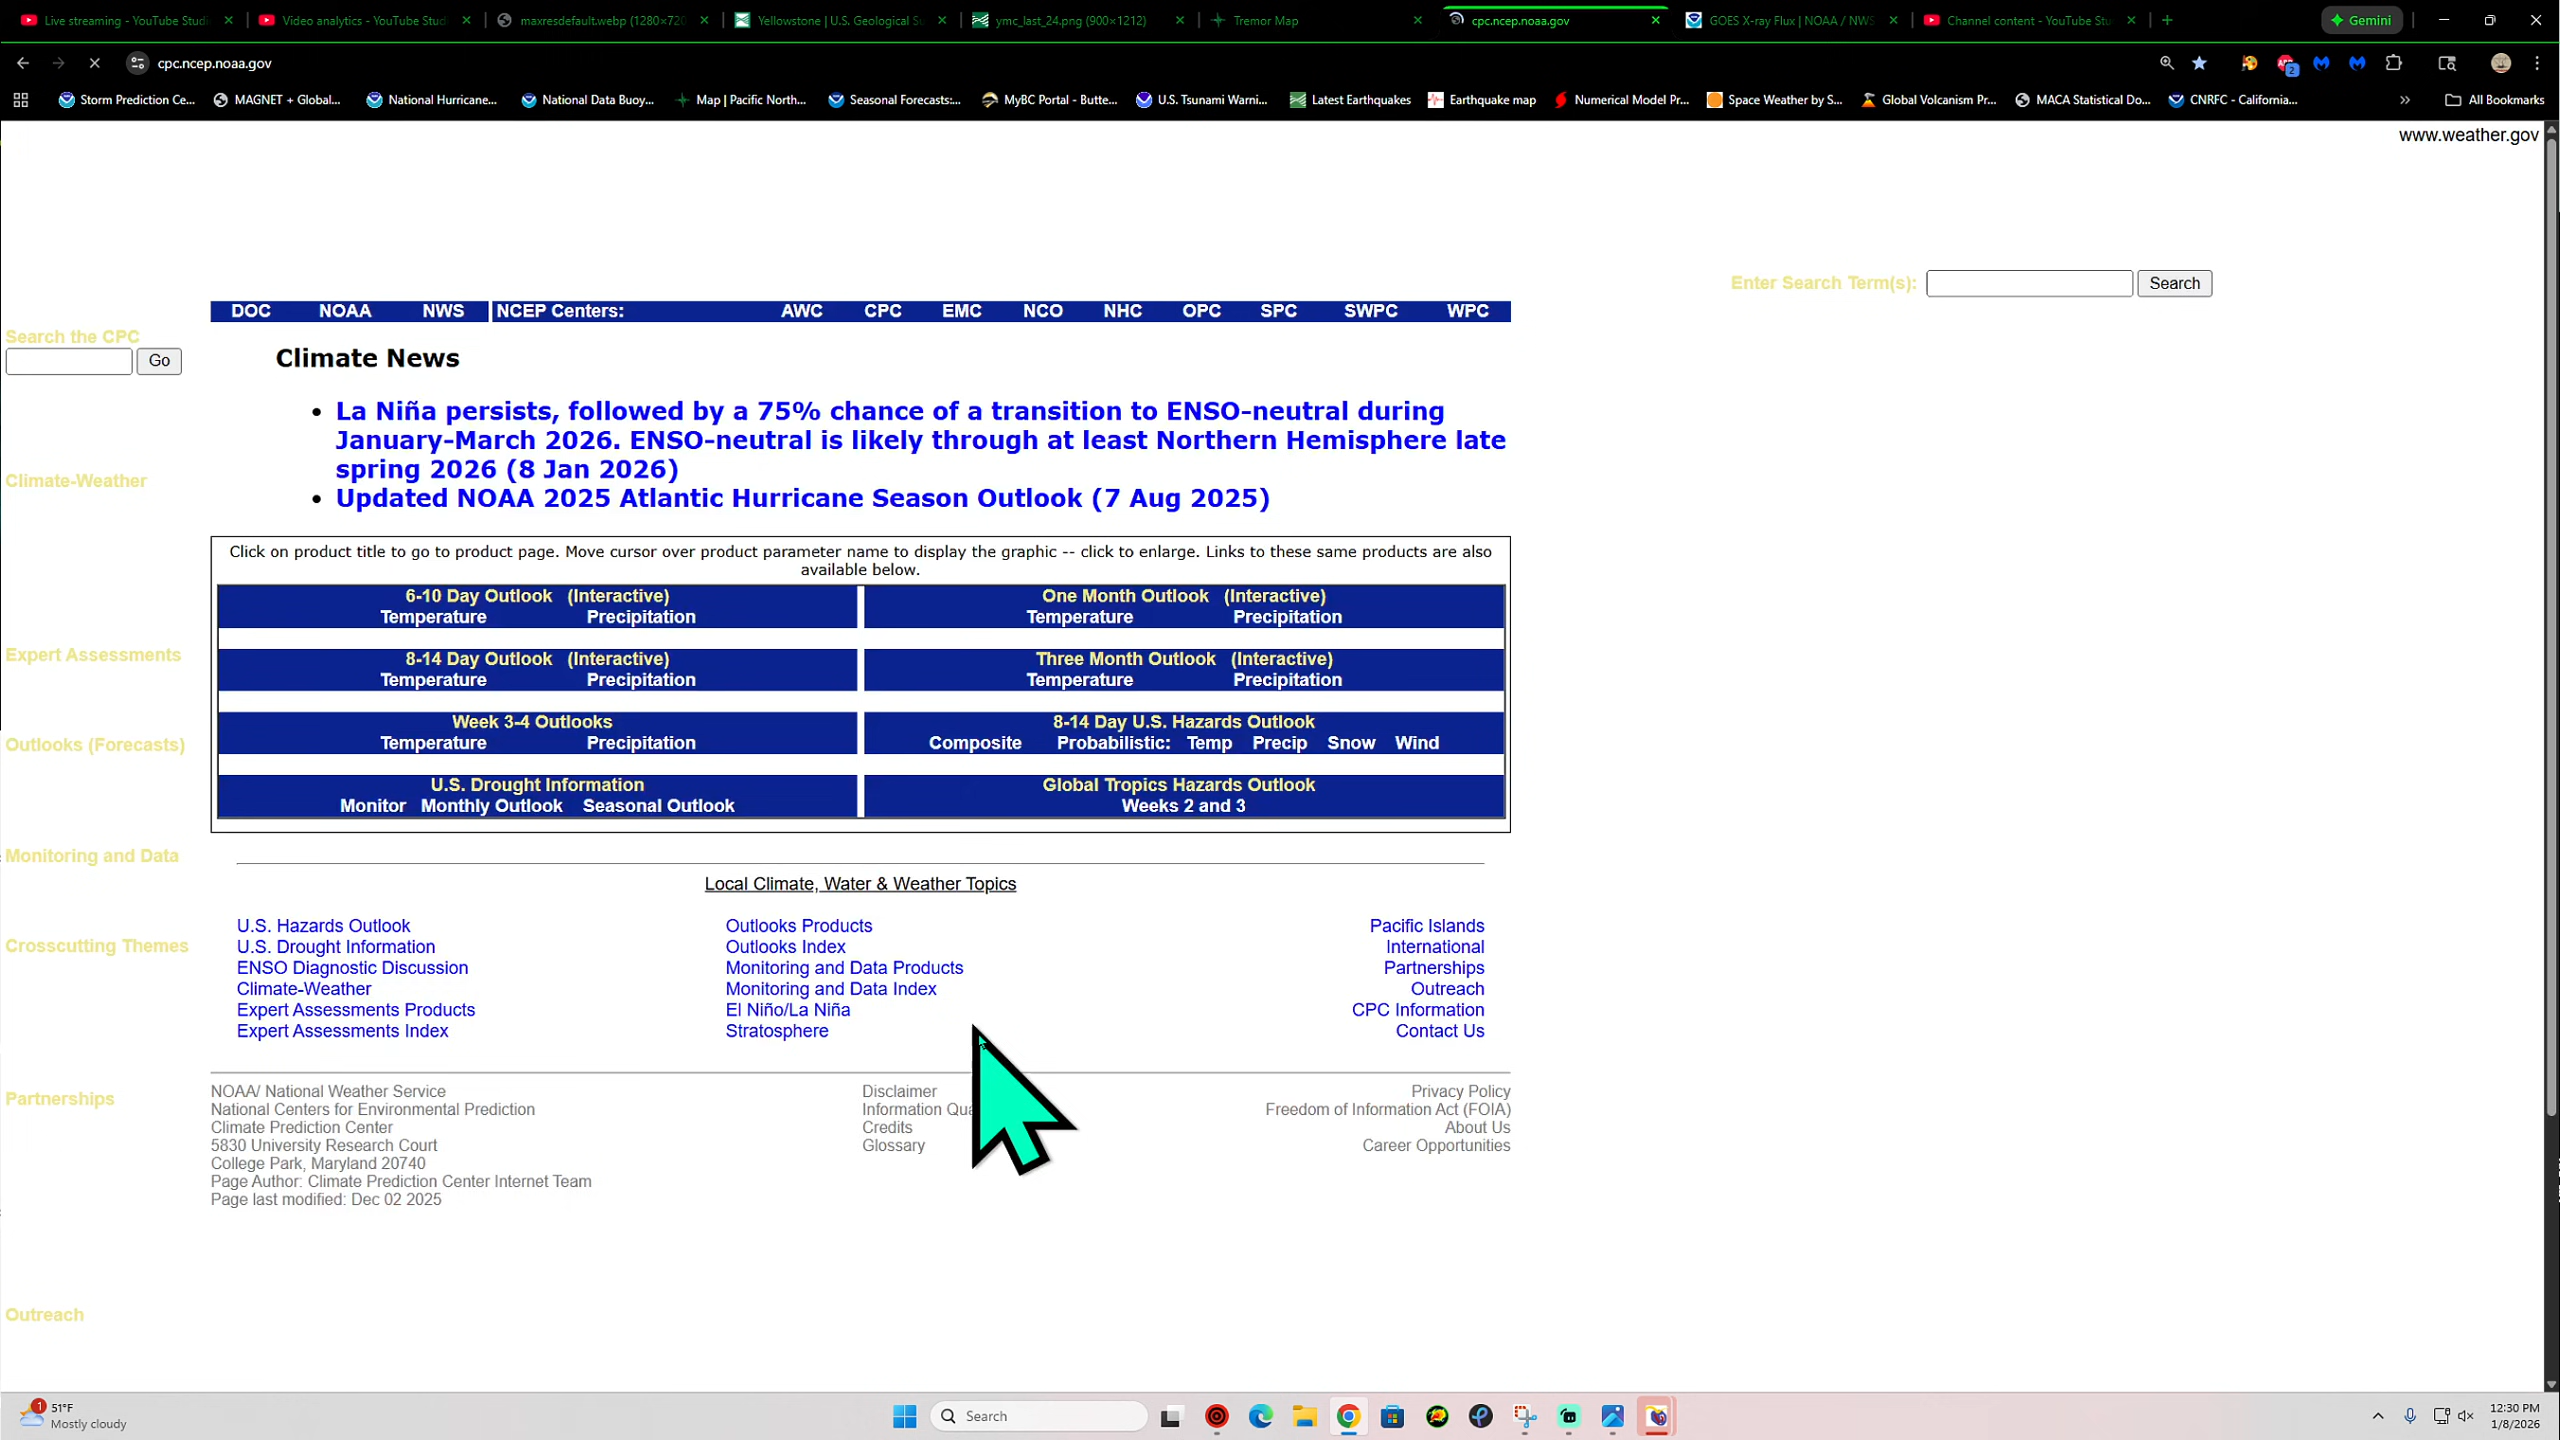 Live streaming - YouTube Studi
Video analytics - YouTube Stud
maxresdefault.webp (1280×720
Yellowstone | U.S. Geological Su
ymc_last_24.png (900×1212)
Tremor Map
cpc.ncep.noaa.gov
GOES X-ray Flux | NOAA / NWS
Channel content - YouTube Stu
Gemini
cpc.ncep.noaa.gov
2
Storm Prediction Ce...
MAGNET + Global...
National Hurricane...
National Data Buoy...
Map | Pacific North...
Seasonal Forecasts:...
MyBC Portal - Butte...
U.S. Tsunami Warni...
Latest Earthquakes
Earthquake map
Numerical Model Pr...
Space Weather by S...
Global Volcanism Pr...
MACA Statistical Do...
CNRFC - California...
All Bookmarks
www.weather.gov
Enter Search Term(s):
Search
DOC NOAA NWS NCEP Centers: AWC CPC EMC NCO NHC OPC SPC SWPC WPC
Search the CPC
Go
Climate-Weather
Expert Assessments
Outlooks (Forecasts)
Monitoring and Data
Crosscutting Themes
Partnerships
Outreach
Climate News
• La Niña persists, followed by a 75% chance of a transition to ENSO-neutral during
January-March 2026. ENSO-neutral is likely through at least Northern Hemisphere late
spring 2026 (8 Jan 2026)
• Updated NOAA 2025 Atlantic Hurricane Season Outlook (7 Aug 2025)
Click on product title to go to product page. Move cursor over product parameter name to display the graphic -- click to enlarge. Links to these same products are also
available below.
6-10 Day Outlook (Interactive)
Temperature Precipitation
One Month Outlook (Interactive)
Temperature Precipitation
8-14 Day Outlook (Interactive)
Temperature Precipitation
Three Month Outlook (Interactive)
Temperature Precipitation
Week 3-4 Outlooks
Temperature Precipitation
8-14 Day U.S. Hazards Outlook
Composite Probabilistic: Temp Precip Snow Wind
U.S. Drought Information
Monitor Monthly Outlook Seasonal Outlook
Global Tropics Hazards Outlook
Weeks 2 and 3
Local Climate, Water & Weather Topics
U.S. Hazards Outlook
U.S. Drought Information
ENSO Diagnostic Discussion
Climate-Weather
Expert Assessments Products
Expert Assessments Index
Outlooks Products
Outlooks Index
Monitoring and Data Products
Monitoring and Data Index
El Niño/La Niña
Stratosphere
Pacific Islands
International
Partnerships
Outreach
CPC Information
Contact Us
NOAA/ National Weather Service
National Centers for Environmental Prediction
Climate Prediction Center
5830 University Research Court
College Park, Maryland 20740
Page Author: Climate Prediction Center Internet Team
Page last modified: Dec 02 2025
Disclaimer
Information Qua
Credits
Glossary
Privacy Policy
Freedom of Information Act (FOIA)
About Us
Career Opportunities
1
51°F
Mostly cloudy
Search
12:30 PM
1/8/2026